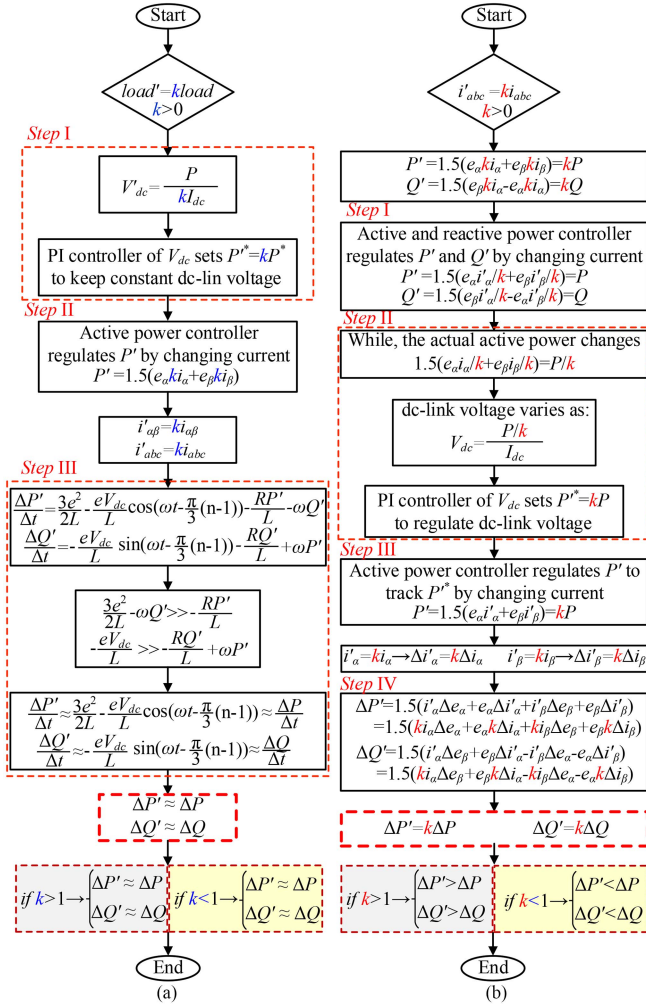 Start
load'=kload
k>0
Step I
V'dc= P / kIdc
PI controller of Vdc sets P'*=kP*
to keep constant dc-lin voltage
Step II
Active power controller
regulates P' by changing current
P'=1.5(eαkiα+eβkiβ)
i'αβ=kiαβ
i'abc=kiabc
Step III
ΔP'/Δt=3e²/2L-eVdc/L cos(ωt-π/3(n-1))-RP'/L-ωQ'
ΔQ'/Δt=-eVdc/L sin(ωt-π/3(n-1))-RQ'/L+ωP'
3e²/2L-ωQ'>>-RP'/L
-eVdc/L>>-RQ'/L+ωP'
ΔP'/Δt≈3e²/2L-eVdc/L cos(ωt-π/3(n-1))≈ΔP/Δt
ΔQ'/Δt≈-eVdc/L sin(ωt-π/3(n-1))≈ΔQ/Δt
ΔP'≈ΔP
ΔQ'≈ΔQ
if k>1→{ΔP'≈ΔP
ΔQ'≈ΔQ
if k<1→{ΔP'≈ΔP
ΔQ'≈ΔQ
End
(a)
Start
i'abc=kiabc
k>0
P'=1.5(eαkiα+eβkiβ)=kP
Q'=1.5(eβkiα-eαkiα)=kQ
Step I
Active and reactive power controller
regulates P' and Q' by changing current
P'=1.5(eαi'α/k+eβi'β/k)=P
Q'=1.5(eβi'α/k-eαi'β/k)=Q
Step II
While, the actual active power changes
1.5(eαiα/k+eβiβ/k)=P/k
dc-link voltage varies as:
Vdc= P/k / Idc
PI controller of Vdc sets P'*=kP
to regulate dc-link voltage
Step III
Active power controller regulates P' to
track P'* by changing current
P'=1.5(eαi'α+eβi'β)=kP
i'α=kiα→Δi'α=kΔiα i'β=kiβ→Δi'β=kΔiβ
Step IV
ΔP'=1.5(i'αΔeα+eαΔi'α+i'βΔeβ+eβΔi'β)
=1.5(kiαΔeα+eαkΔiα+kiβΔeβ+eβkΔiβ)
ΔQ'=1.5(i'αΔeβ+eβΔi'α-i'βΔeα-eαΔi'β)
=1.5(kiαΔeβ+eβkΔiα-kiβΔeα-eαkΔiβ)
ΔP'=kΔP ΔQ'=kΔQ
if k>1→{ΔP'>ΔP
ΔQ'>ΔQ
if k<1→{ΔP'<ΔP
ΔQ'<ΔQ
End
(b)